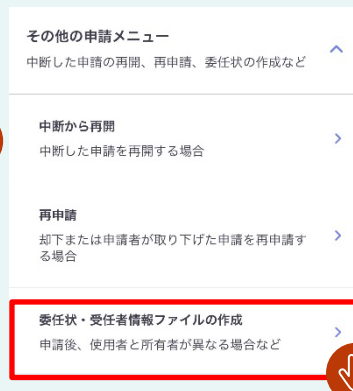 その他の申請メニュー
中断した申請の再開、再申請、委任状の作成など
中断から再開
中断した申請を再開する場合
再申請
却下または申請者が取り下げた申請を再申請す
る場合
委任状・受任者情報ファイルの作成
申請後、使用者と所有者が異なる場合など